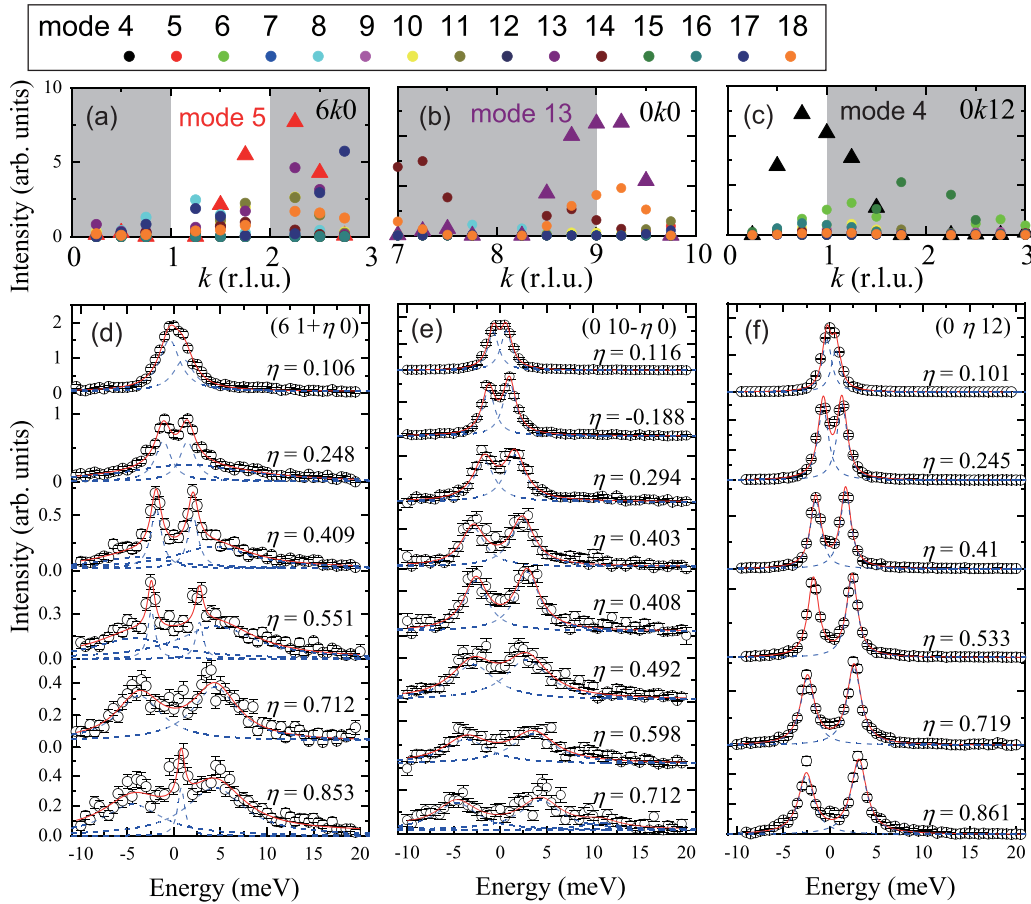 mode 4 5 6 7 8 9 10 11 12 13 14 15 16 17 18
Intensity (arb. units)
10
5
0
(a) mode 5 6k0
0 1 2 3
k (r.l.u.)
(b) mode 13 0k0
7 8 9 10
k (r.l.u.)
(c) mode 4 0k12
0 1 2 3
k (r.l.u.)
Intensity (arb. units)
(d) (6 1+η 0)
2
1
0
η = 0.106
1
0
η = 0.248
0.5
0.0
η = 0.409
0.3
0.0
η = 0.551
0.4
0.2
0.0
η = 0.712
0.4
0.2
0.0
η = 0.853
-10 -5 0 5 10 15 20
Energy (meV)
(e) (0 10-η 0)
η = 0.116
η = -0.188
η = 0.294
η = 0.403
η = 0.408
η = 0.492
η = 0.598
η = 0.712
-10 -5 0 5 10 15 20
Energy (meV)
(f) (0 η 12)
η = 0.101
η = 0.245
η = 0.41
η = 0.533
η = 0.719
η = 0.861
-10 -5 0 5 10 15 20
Energy (meV)